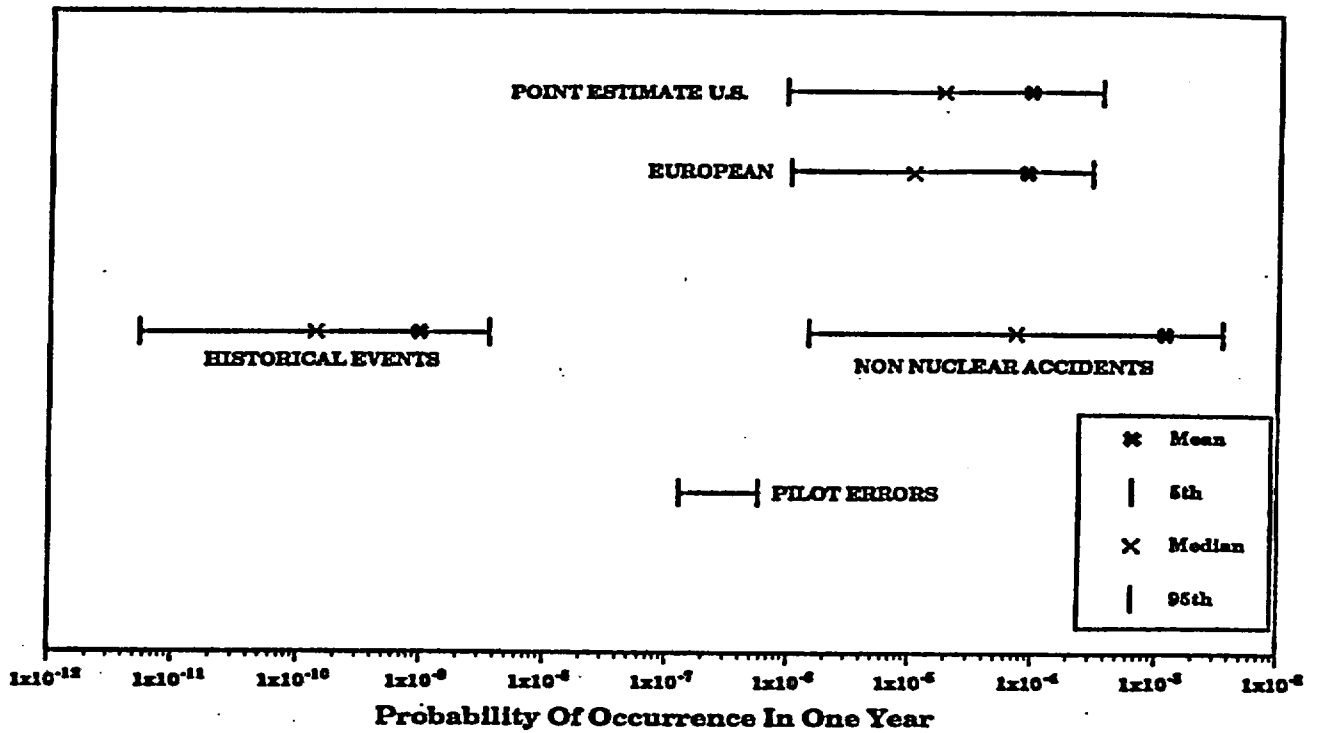 POINT ESTIMATE U.S.
EUROPEAN
HISTORICAL EVENTS
NON NUCLEAR ACCIDENTS
PILOT ERRORS
Mean
5th
Median
95th
1x10⁻¹² 1x10⁻¹¹ 1x10⁻¹⁰ 1x10⁻⁹ 1x10⁻⁸ 1x10⁻⁷ 1x10⁻⁶ 1x10⁻⁵ 1x10⁻⁴ 1x10⁻³ 1x10⁻²
Probability Of Occurrence In One Year